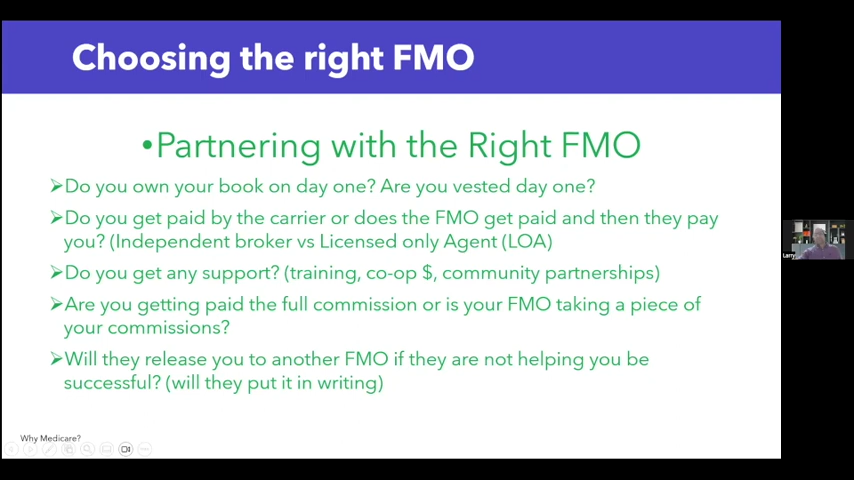 Choosing the right FMO
•Partnering with the Right FMO
➢Do you own your book on day one? Are you vested day one?
➢Do you get paid by the carrier or does the FMO get paid and then they pay
you? (Independent broker vs Licensed only Agent (LOA)
➢Do you get any support? (training, co-op $, community partnerships)
➢Are you getting paid the full commission or is your FMO taking a piece of
your commissions?
➢Will they release you to another FMO if they are not helping you be
successful? (will they put it in writing)
Why Medicare?
Larry